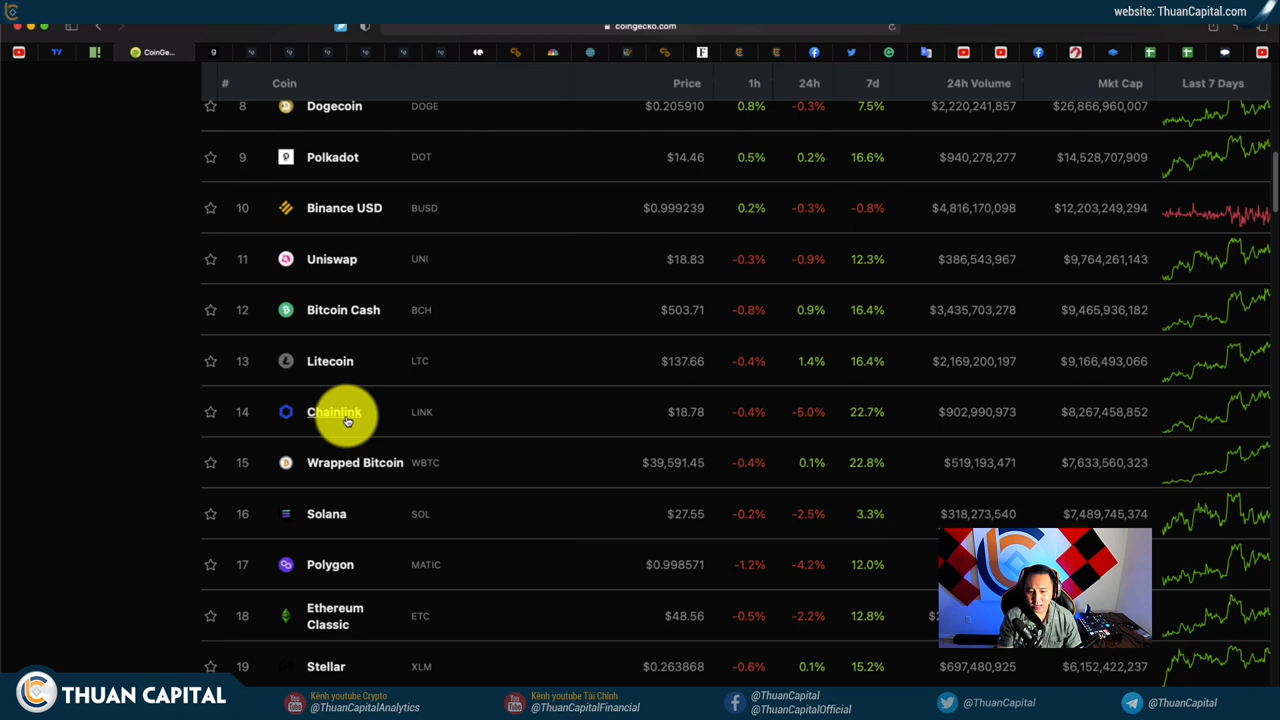 website: ThuanCapital.com
coingecko.com
CoinGe...
# Coin Price 1h 24h 7d 24h Volume Mkt Cap Last 7 Days
8 Dogecoin DOGE $0.205910 0.8% -0.3% 7.5% $2,220,241,857 $26,866,960,007
9 Polkadot DOT $14.46 0.5% 0.2% 16.6% $940,278,277 $14,528,707,909
10 Binance USD BUSD $0.999239 0.2% -0.3% -0.8% $4,816,170,098 $12,203,249,294
11 Uniswap UNI $18.83 -0.3% -0.9% 12.3% $386,543,967 $9,764,261,143
12 Bitcoin Cash BCH $503.71 -0.8% 0.9% 16.4% $3,435,703,278 $9,465,936,182
13 Litecoin LTC $137.66 -0.4% 1.4% 16.4% $2,169,200,197 $9,166,493,066
14 Chainlink LINK $18.78 -0.4% -5.0% 22.7% $902,990,973 $8,267,458,852
15 Wrapped Bitcoin WBTC $39,591.45 -0.4% 0.1% 22.8% $519,193,471 $7,633,560,323
16 Solana SOL $27.55 -0.2% -2.5% 3.3% $318,273,540 $7,489,745,374
17 Polygon MATIC $0.998571 -1.2% -4.2% 12.0%
18 Ethereum Classic ETC $48.56 -0.5% -2.2% 12.8%
19 Stellar XLM $0.263868 -0.6% 0.1% 15.2% $697,480,925 $6,152,422,237
THUAN CAPITAL
Kênh youtube Crypto
@ThuanCapitalAnalytics
Kênh youtube Tài Chính
@ThuanCapitalFinancial
@ThuanCapital
@ThuanCapitalOfficial
@ThuanCapital
@ThuanCapital